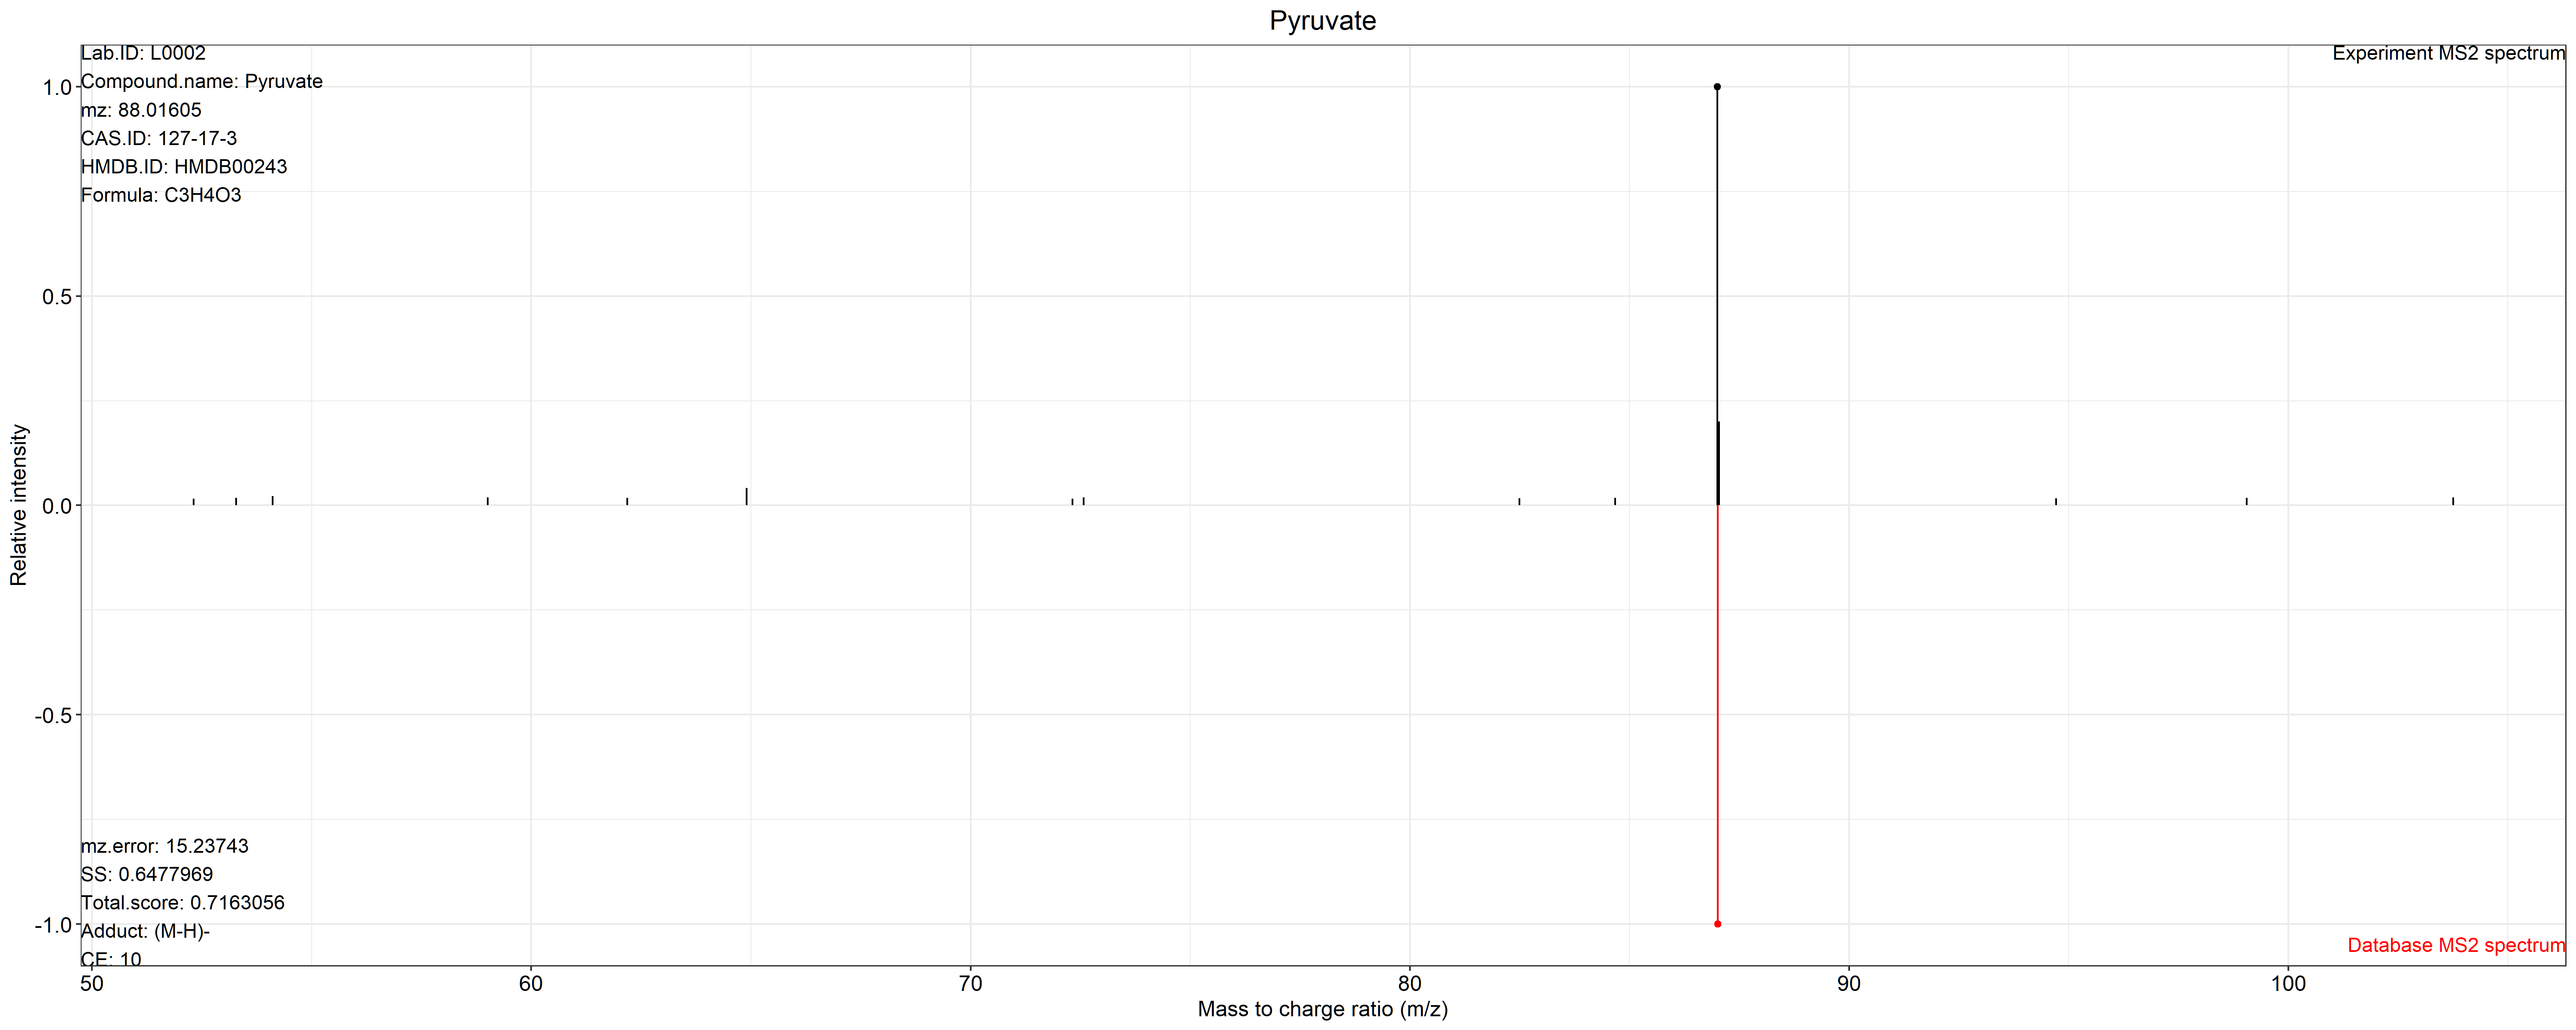 Pyruvate
Lab.ID: L0002
Experiment MS2 spectrum
Compound.name: Pyruvate
mz: 88.01605
CAS.ID: 127-17-3
HMDB.ID: HMDB00243
Formula: C3H4O3
1.0
0.5
0.0
-0.5
-1.0
Relative intensity
mz.error: 15.23743
SS: 0.6477969
Total.score: 0.7163056
Adduct: (M-H)-
CE: 10
Database MS2 spectrum
50 60 70 80 90 100
Mass to charge ratio (m/z)